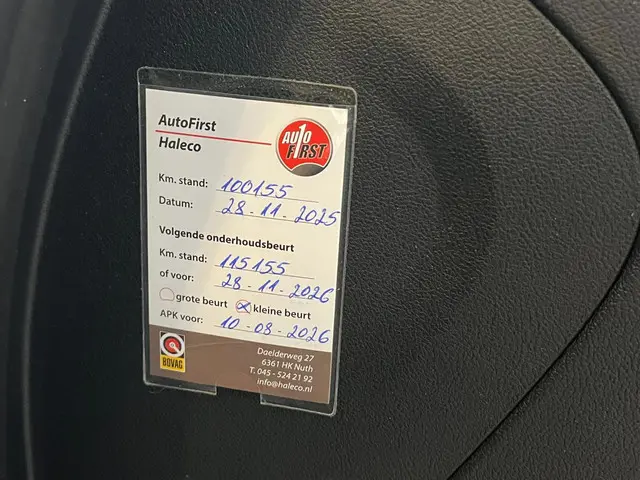 AutoFirst
Haleco
AUTO
F1RST
Km. stand: 100155
Datum: 28-11-2025
Volgende onderhoudsbeurt
Km. stand: 115155
of voor: 28-11-2026
grote beurt kleine beurt
APK voor: 10-08-2026
BOVAG
Daelderweg 27
6361 HK Nuth
T. 045 - 524 21 92
info@haleco.nl